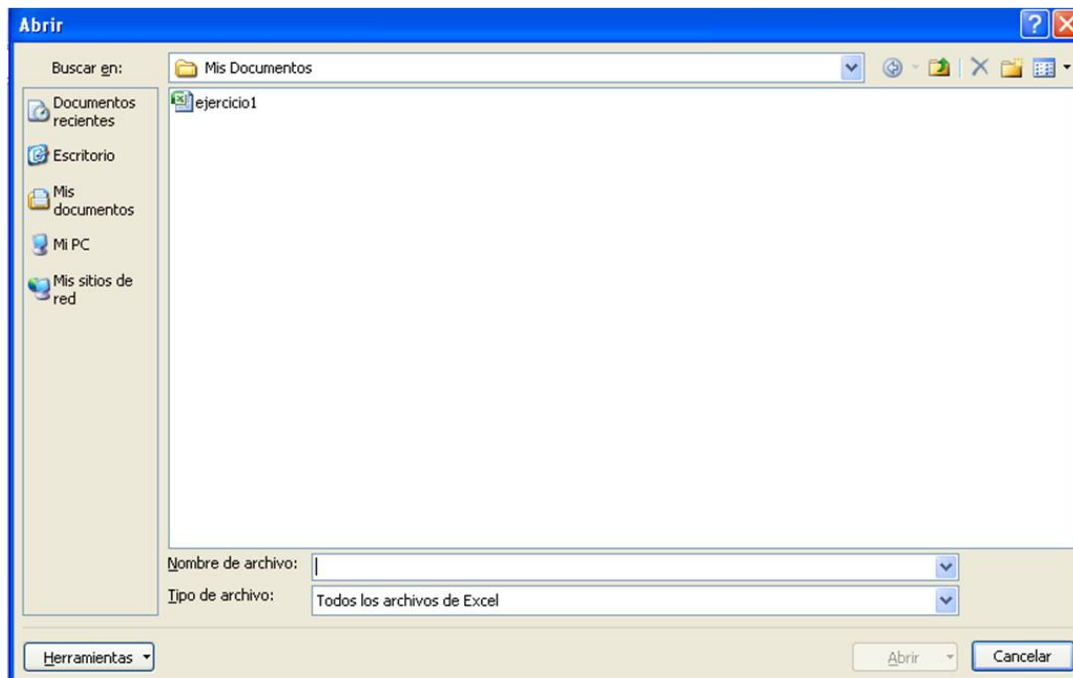 Abrir
Buscar en:
Mis Documentos
Documentos
recientes
Escritorio
Mis
documentos
Mi PC
Mis sitios de
red
ejercicio1
Nombre de archivo:
Tipo de archivo:
Todos los archivos de Excel
Herramientas
Abrir
Cancelar